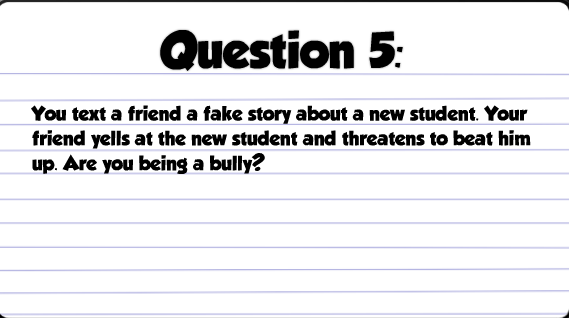 Question 5:
You text a friend a fake story about a new student. Your
friend yells at the new student and threatens to beat him
up. Are you being a bully?